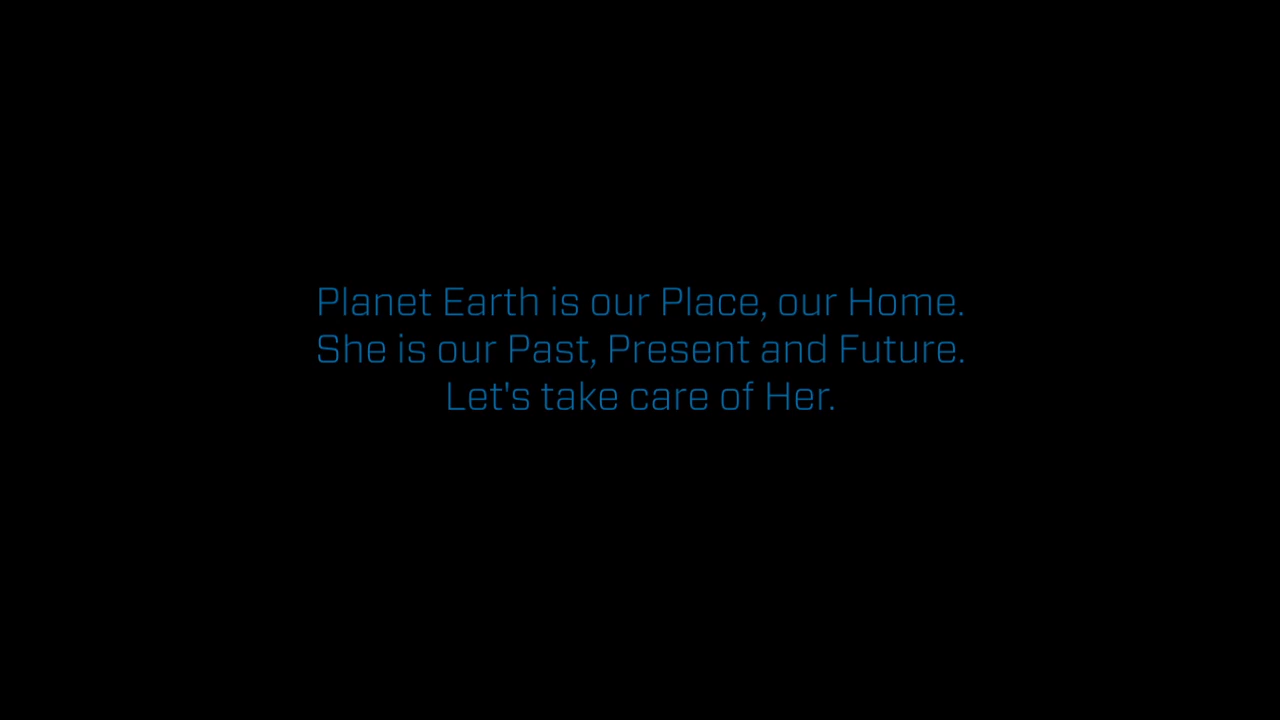 Planet Earth is our Place, our Home.
She is our Past, Present and Future.
Let's take care of Her.